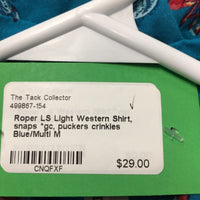 The Tack Collector
499867-154
Roper LS Light Western Shirt,
snaps *gc, puckers crinkles
Blue/Multi M
$29.00
CNQFXF